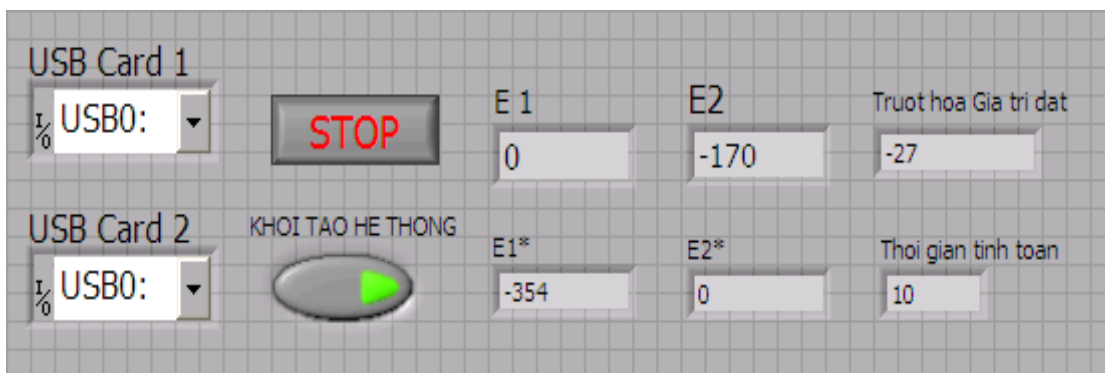 USB Card 1
I/O USB0:
STOP
E 1
0
E2
-170
Truot hoa Gia tri dat
-27
USB Card 2
I/O USB0:
KHOI TAO HE THONG
E1*
-354
E2*
0
Thoi gian tinh toan
10